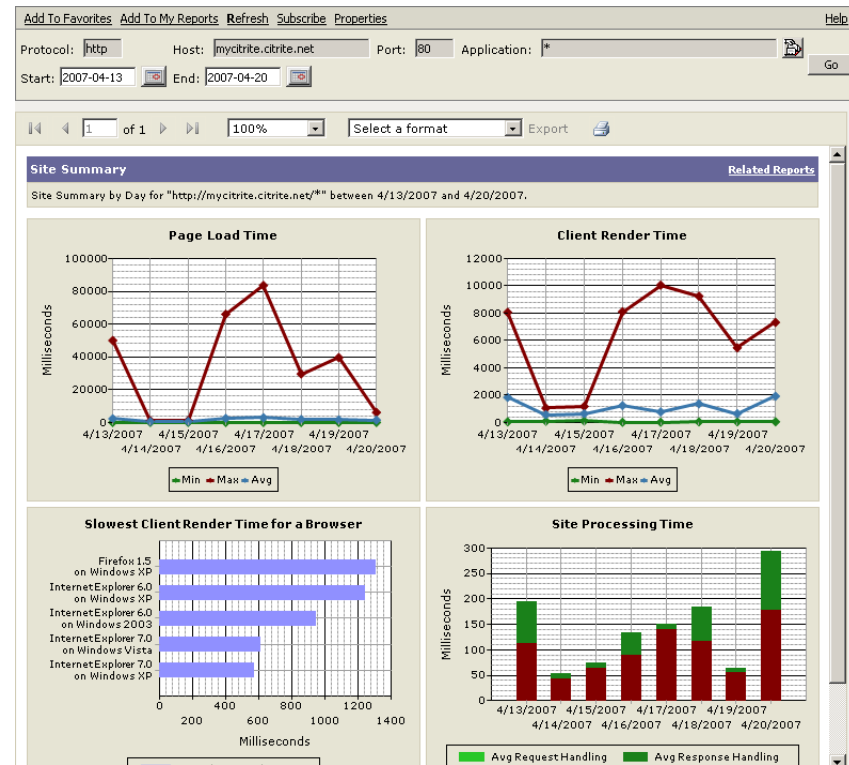 Add To Favorites Add To My Reports Refresh Subscribe Properties Help
Protocol: http Host: mycitrite.citrite.net Port: 80 Application: *
Go
Start: 2007-04-13 End: 2007-04-20
1 of 1 100% Select a format Export
Site Summary Related Reports
Site Summary by Day for "http://mycitrite.citrite.net/*" between 4/13/2007 and 4/20/2007.
Page Load Time
Milliseconds
100000
80000
60000
40000
20000
0
4/13/2007 4/15/2007 4/17/2007 4/19/2007
4/14/2007 4/16/2007 4/18/2007 4/20/2007
Min Max Avg
Client Render Time
Milliseconds
12000
10000
8000
6000
4000
2000
0
4/13/2007 4/15/2007 4/17/2007 4/19/2007
4/14/2007 4/16/2007 4/18/2007 4/20/2007
Min Max Avg
Slowest Client Render Time for a Browser
Firefox 1.5
on Windows XP
InternetExplorer 6.0
on Windows XP
InternetExplorer 6.0
on Windows 2003
InternetExplorer 7.0
on Windows Vista
InternetExplorer 7.0
on Windows XP
0 400 800 1200
200 600 1000 1400
Milliseconds
Site Processing Time
Milliseconds
300
250
200
150
100
50
0
4/13/2007 4/15/2007 4/17/2007 4/19/2007
4/14/2007 4/16/2007 4/18/2007 4/20/2007
Avg Request Handling Avg Response Handling